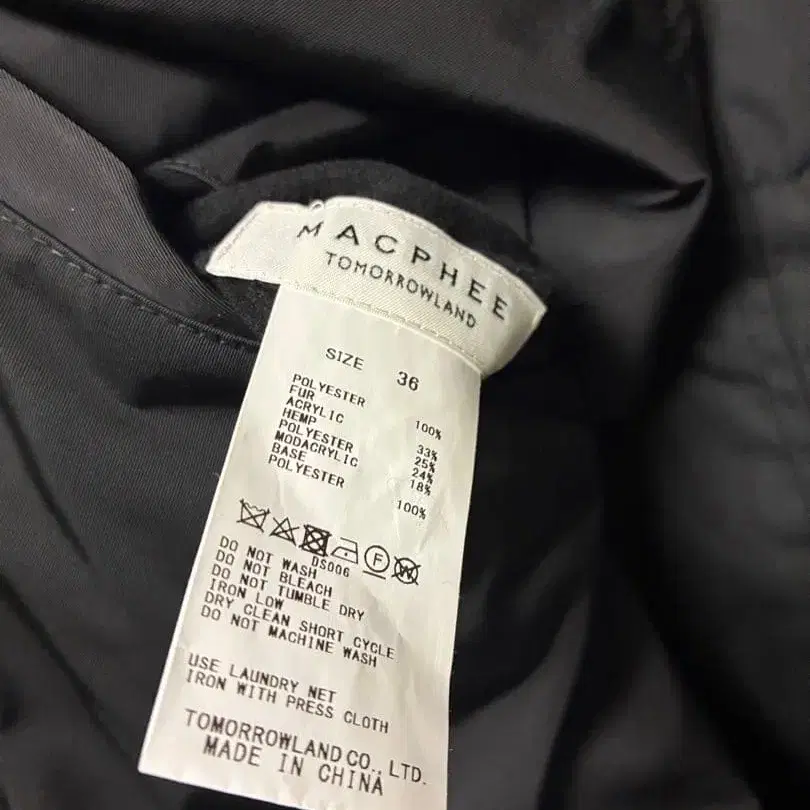 MACPHEE
TOMORROWLAND
SIZE 36
POLYESTER 100%
FUR
ACRYLIC 33%
HEMP 25%
POLYESTER 24%
MODACRYLIC 18%
BASE
POLYESTER 100%
F W
DS006
DO NOT WASH
DO NOT BLEACH
DO NOT TUMBLE DRY
IRON LOW
DRY CLEAN SHORT CYCLE
DO NOT MACHINE WASH
USE LAUNDRY NET
IRON WITH PRESS CLOTH
TOMORROWLAND CO., LTD.
MADE IN CHINA